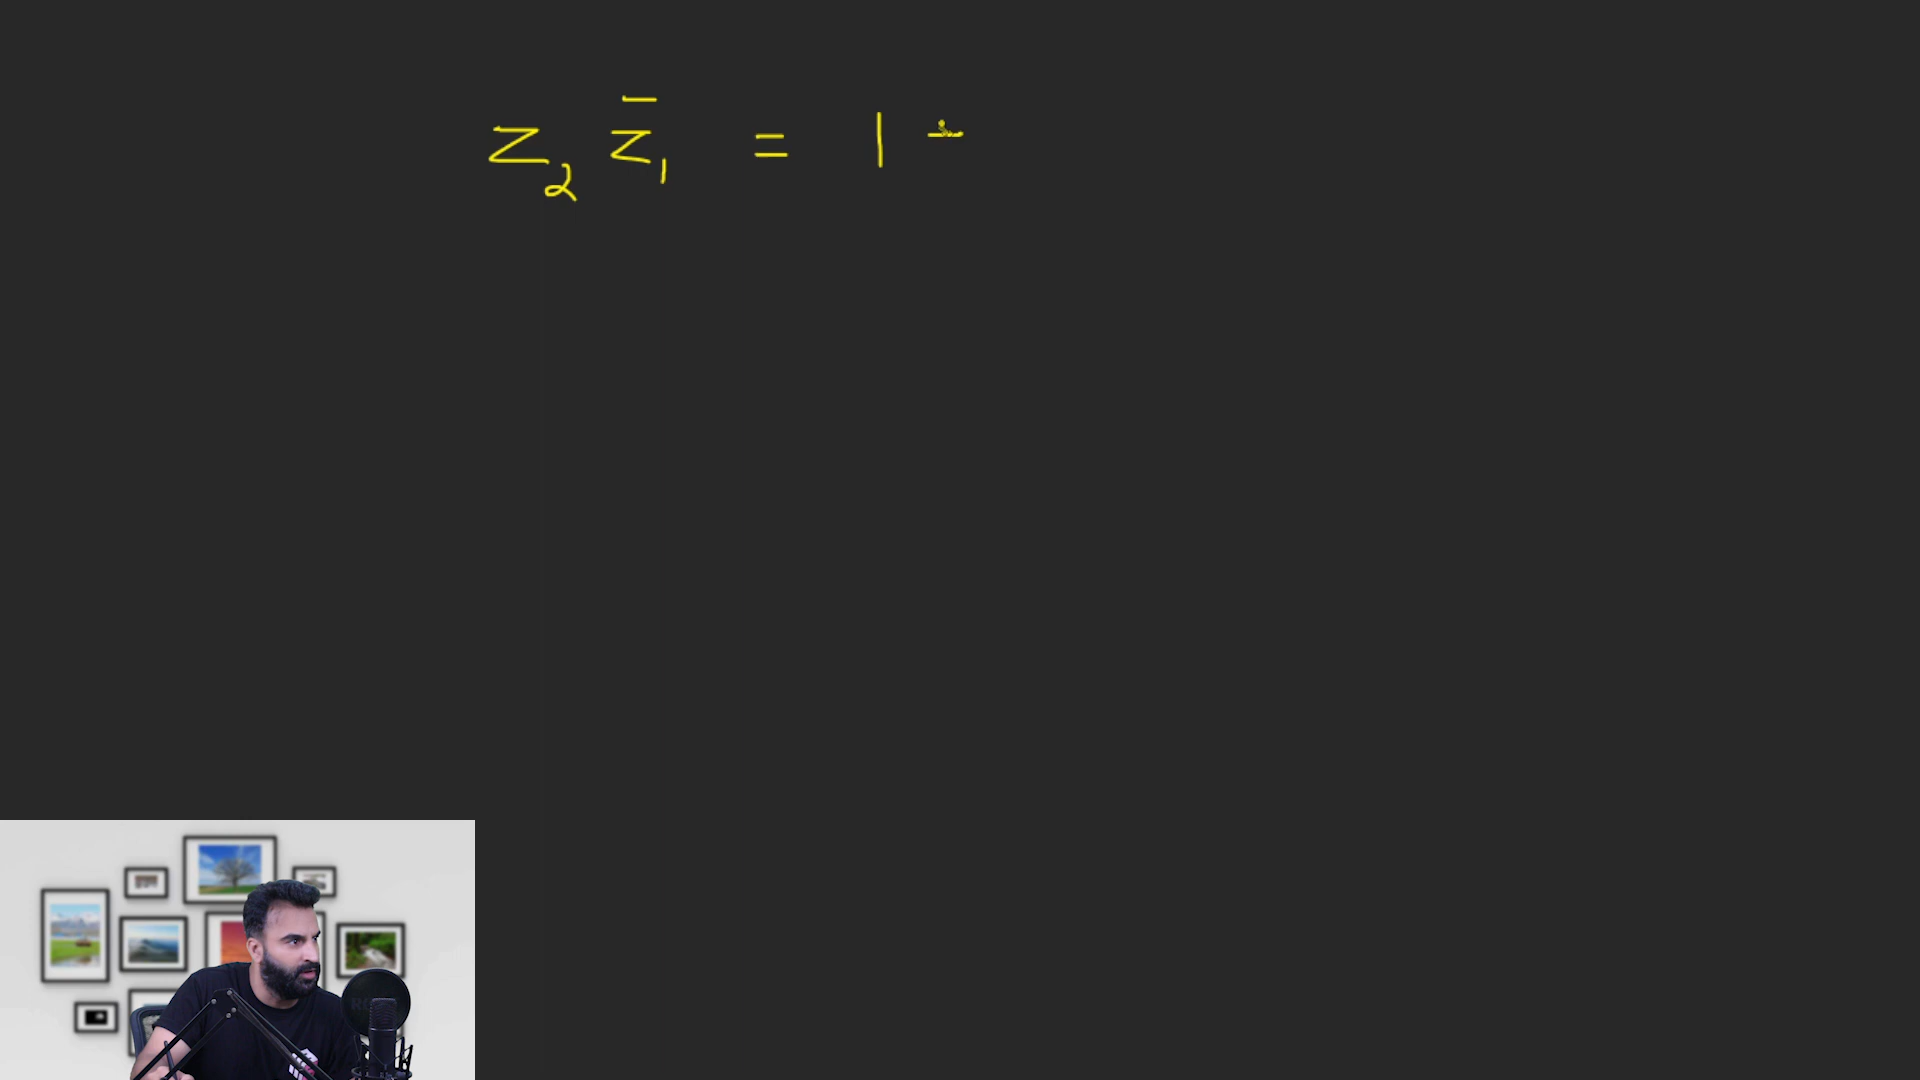 z₂ z̄₁ = 1 +